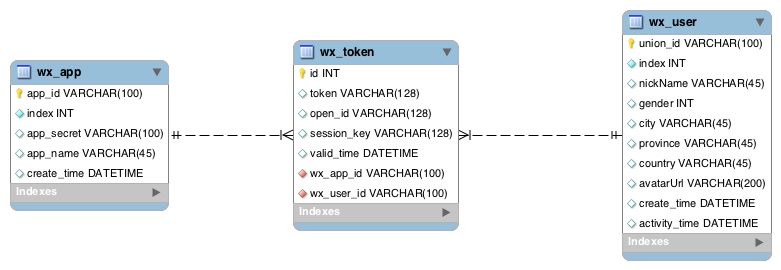 wx_app
app_id VARCHAR(100)
index INT
app_secret VARCHAR(100)
app_name VARCHAR(45)
create_time DATETIME
Indexes
wx_token
id INT
token VARCHAR(128)
open_id VARCHAR(128)
session_key VARCHAR(128)
valid_time DATETIME
wx_app_id VARCHAR(100)
wx_user_id VARCHAR(100)
Indexes
wx_user
union_id VARCHAR(100)
index INT
nickName VARCHAR(45)
gender INT
city VARCHAR(45)
province VARCHAR(45)
country VARCHAR(45)
avatarUrl VARCHAR(200)
create_time DATETIME
activity_time DATETIME
Indexes